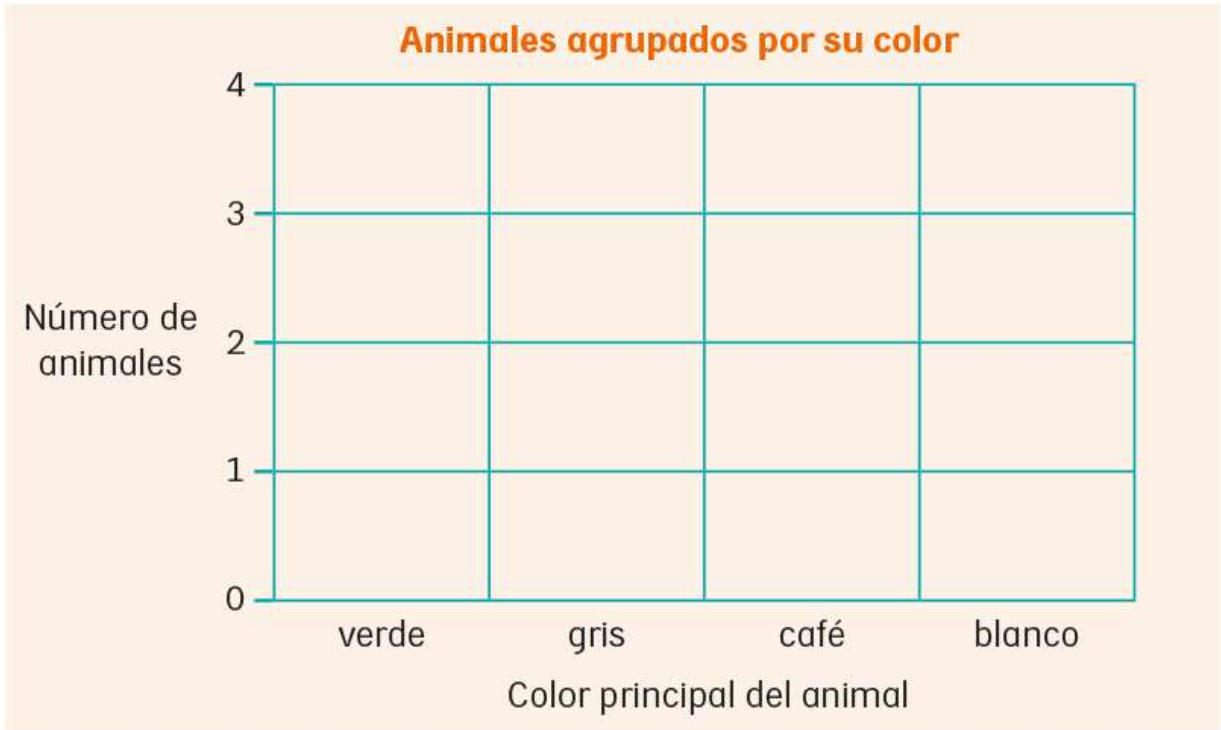 Animales agrupados por su color
4
3
Número de
animales
2
1
0
verde gris café blanco
Color principal del animal